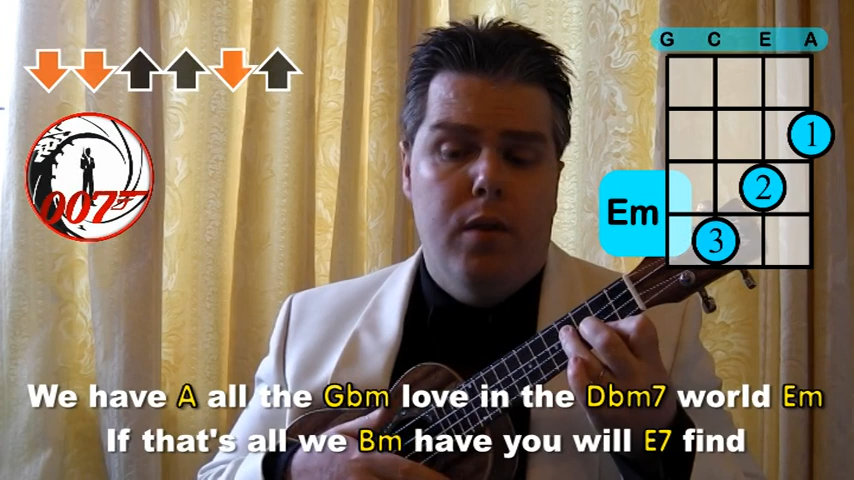 G C E A
1
007
2
Em
3
We have A all the Gbm love in the Dbm7 world Em
If that's all we Bm have you will E7 find